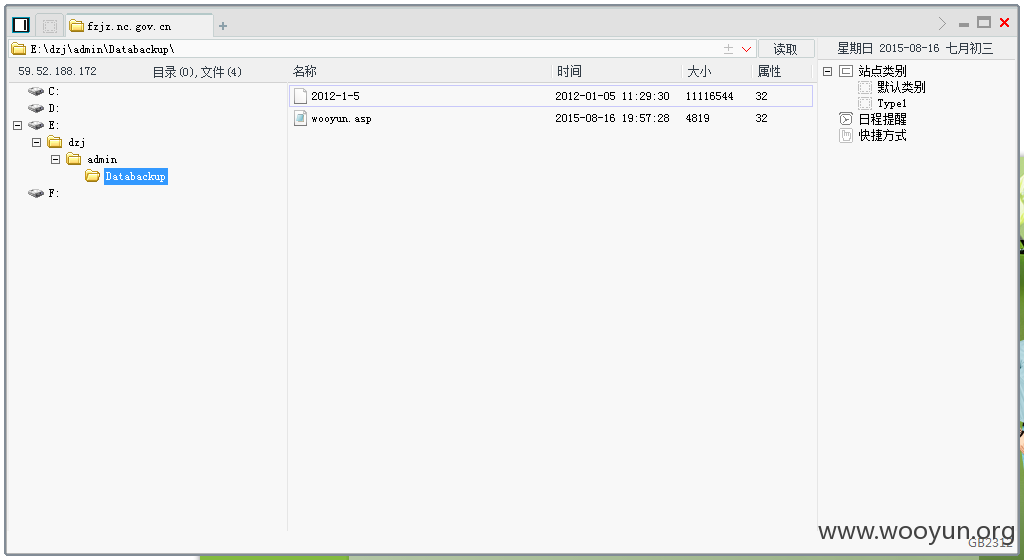 fzjz.nc.gov.cn
E:\dzj\admin\Databackup\ 读取 星期日 2015-08-16 七月初三
59.52.188.172 目录(0),文件(4) 名称 时间 大小 属性
C:
D:
E:
dzj
admin
Databackup
F:
2012-1-5 2012-01-05 11:29:30 11116544 32
wooyun.asp 2015-08-16 19:57:28 4819 32
站点类别
默认类别
Type1
日程提醒
快捷方式
www.wooyun.org
GB2312